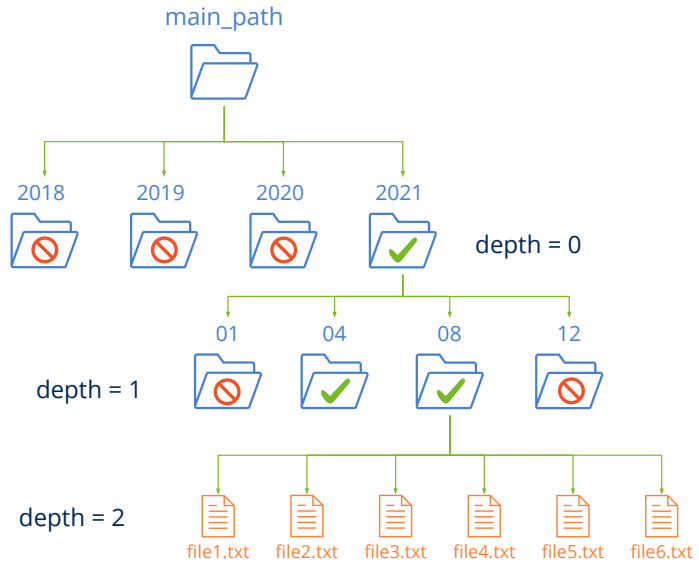 main_path
2018 2019 2020 2021
depth = 0
01 04 08 12
depth = 1
depth = 2
file1.txt file2.txt file3.txt file4.txt file5.txt file6.txt